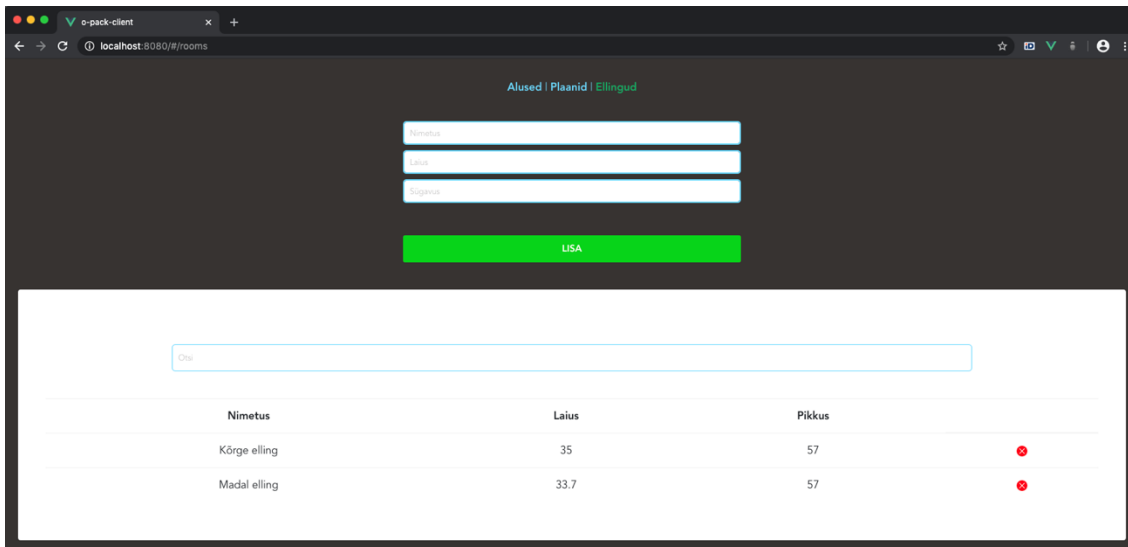 o-pack-client
localhost:8080/#/rooms
Alused | Plaanid | Ellingud
Nimetus
Laius
Sügavus
LISA
Otsi
Nimetus Laius Pikkus
Kõrge elling 35 57
Madal elling 33.7 57